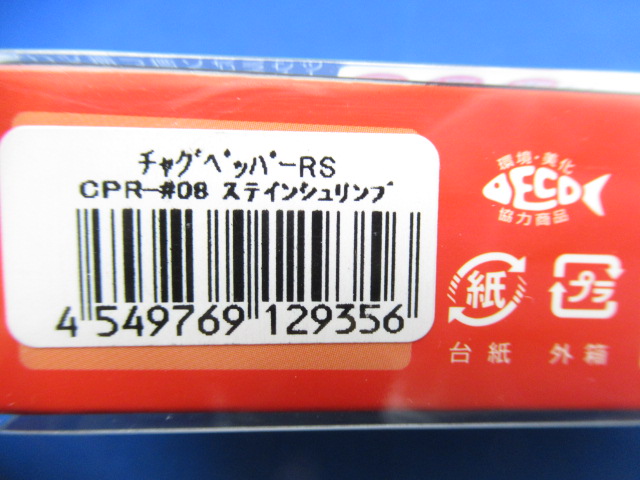 チャグペッパーRS
CPR-#08 ステインシュリンプ
4 549769 129356
環境・美化
ECO
協力商品
紙
プラ
台紙
外箱